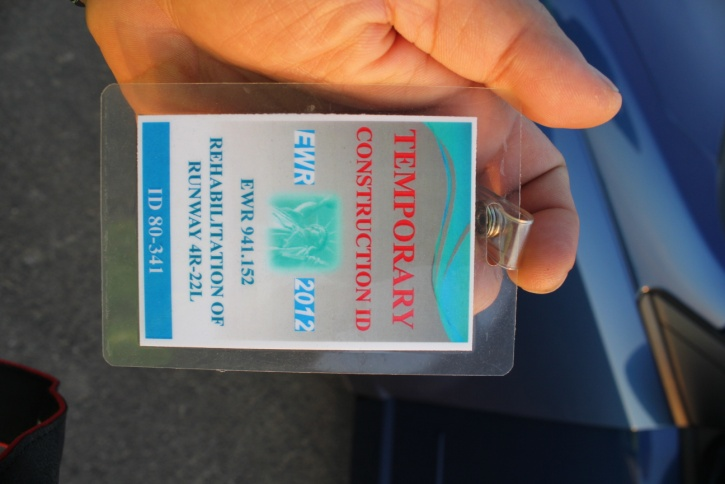 TEMPORARY
CONSTRUCTION ID
EWR 2012
EWR 941.152
REHABILITATION OF
RUNWAY 4R-22L
ID 80-341